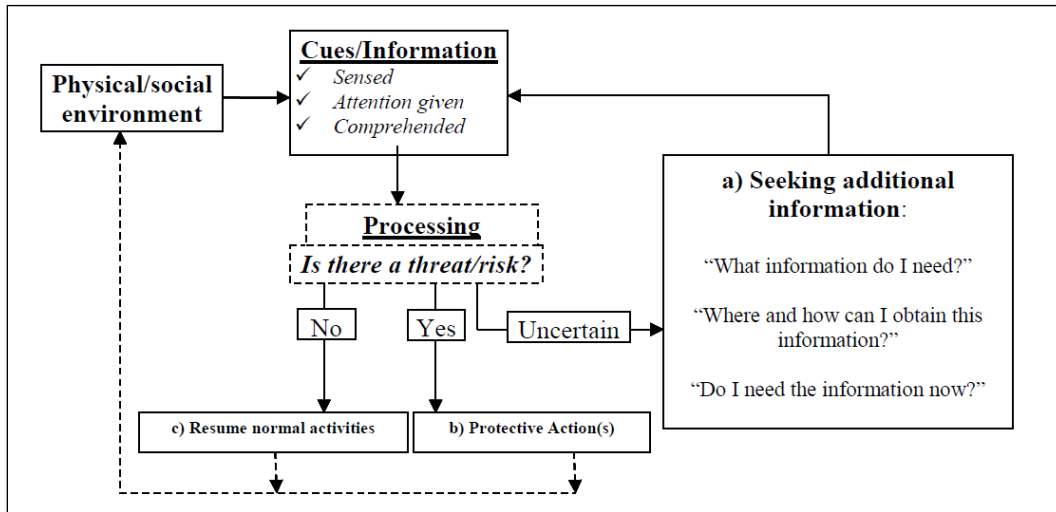 Physical/social
environment
Cues/Information
✓ Sensed
✓ Attention given
✓ Comprehended
Processing
Is there a threat/risk?
No
Yes
Uncertain
a) Seeking additional
information:
“What information do I need?”
“Where and how can I obtain this
information?”
“Do I need the information now?”
c) Resume normal activities
b) Protective Action(s)